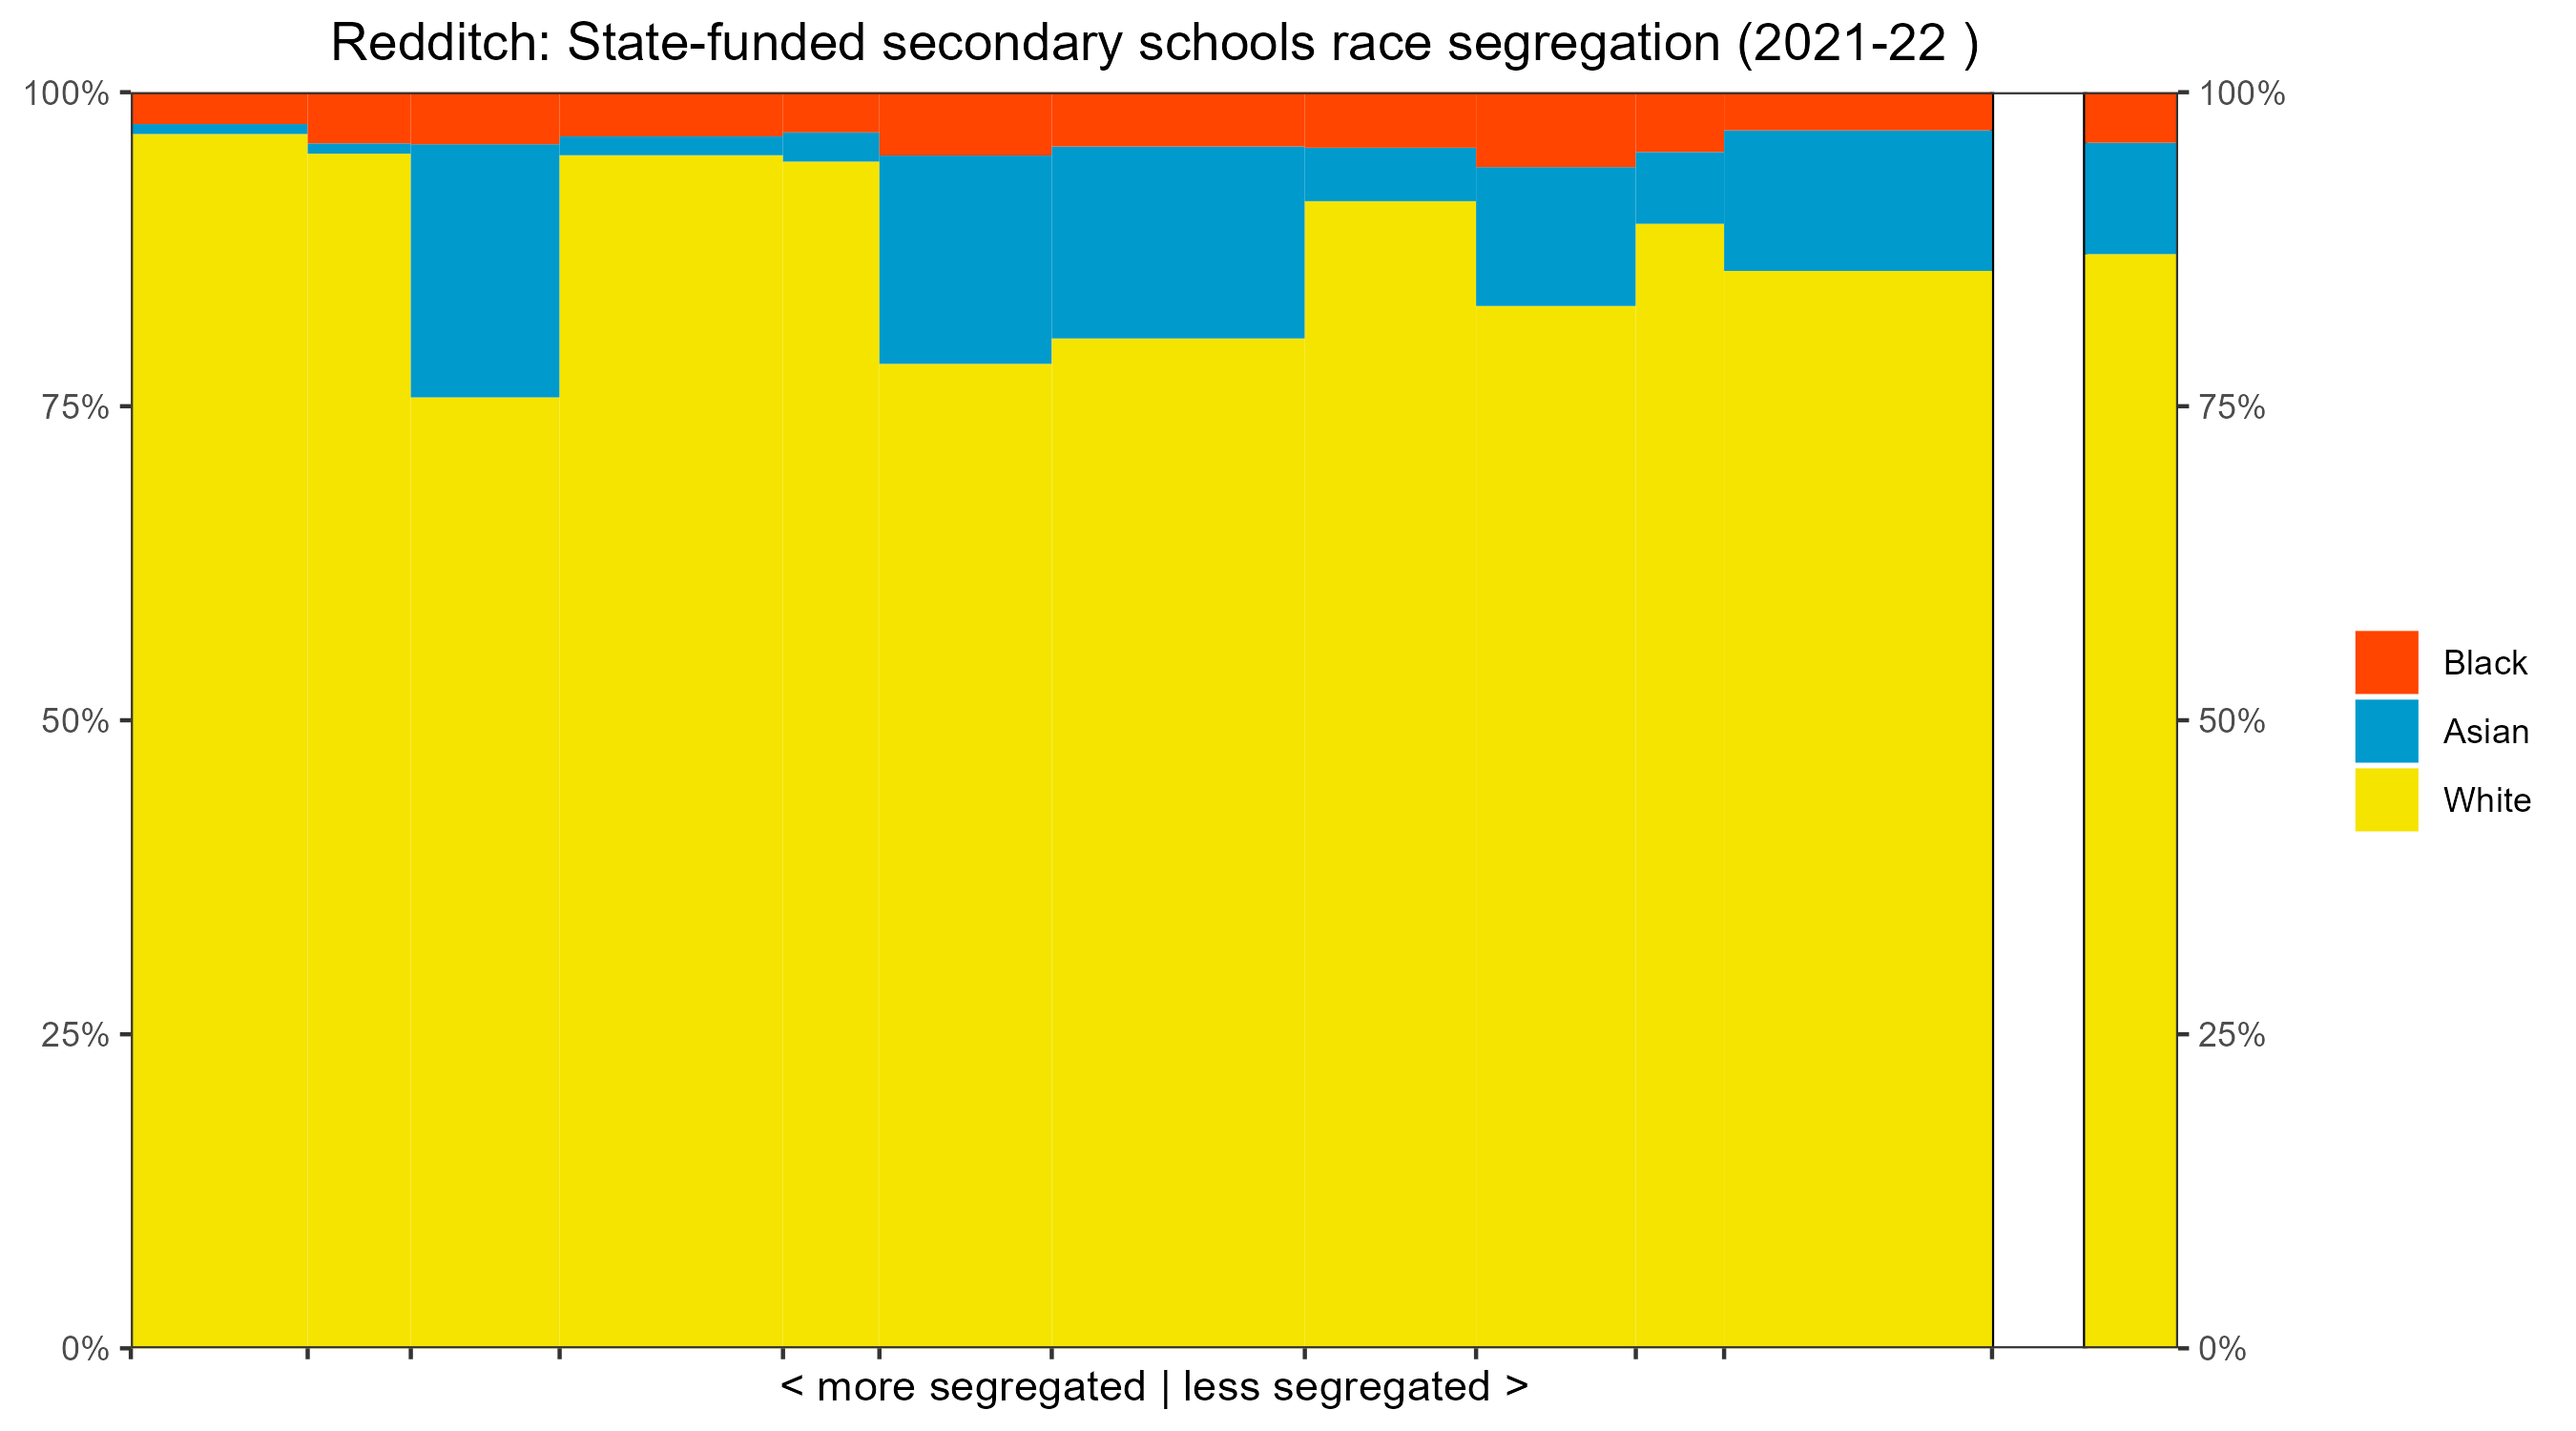 Redditch: State-funded secondary schools race segregation (2021-22 )
100%
75%
50%
25%
0%
100%
75%
50%
25%
0%
< more segregated | less segregated >
Black
Asian
White